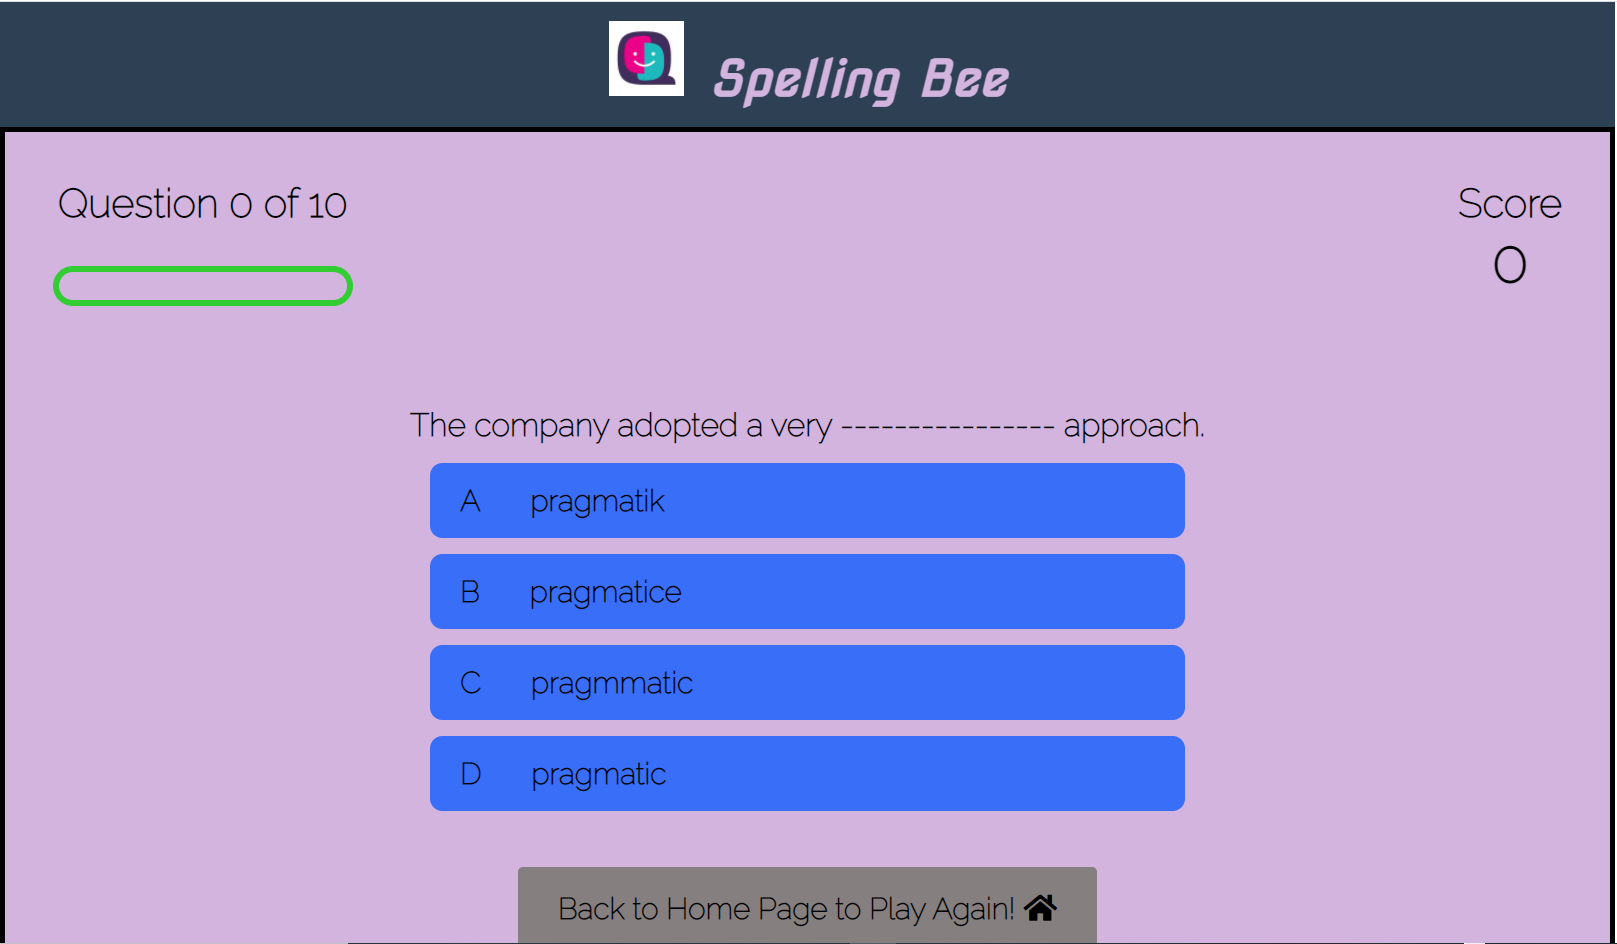 Spelling Bee
Question 0 of 10
Score
0
The company adopted a very ---------------- approach.
A pragmatik
B pragmatice
C pragmmatic
D pragmatic
Back to Home Page to Play Again!